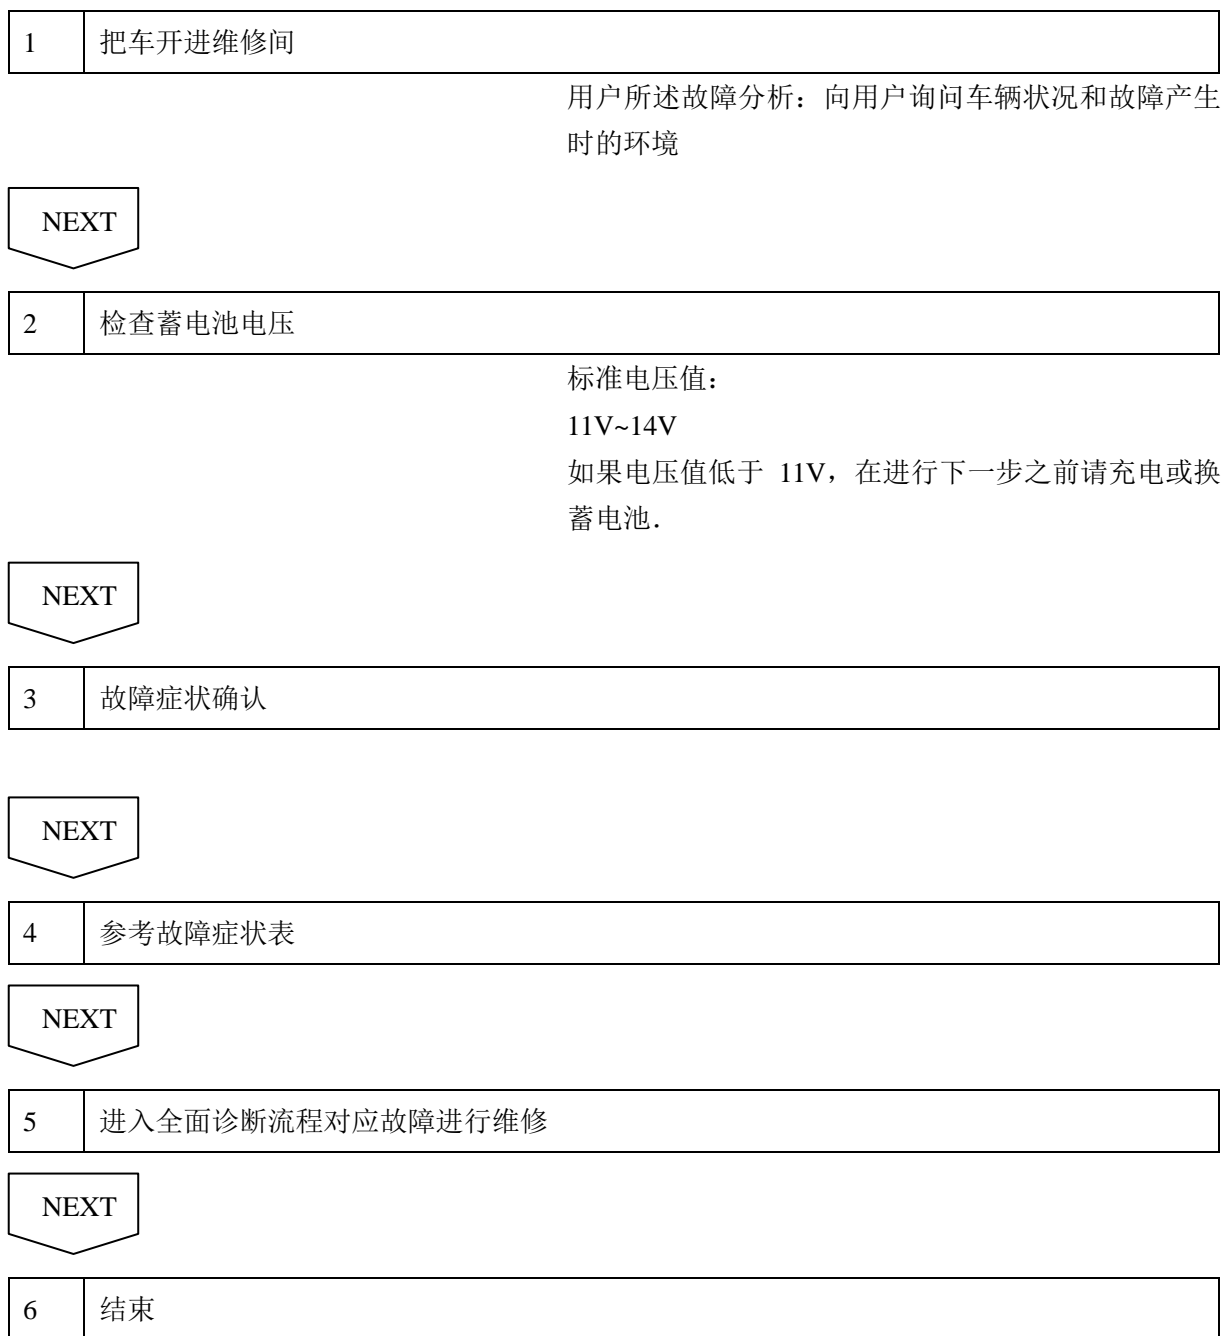 1 把车开进维修间
用户所述故障分析：向用户询问车辆状况和故障产生
时的环境
NEXT
2 检查蓄电池电压
标准电压值：
11V~14V
如果电压值低于 11V，在进行下一步之前请充电或换
蓄电池．
NEXT
3 故障症状确认
NEXT
4 参考故障症状表
NEXT
5 进入全面诊断流程对应故障进行维修
NEXT
6 结束